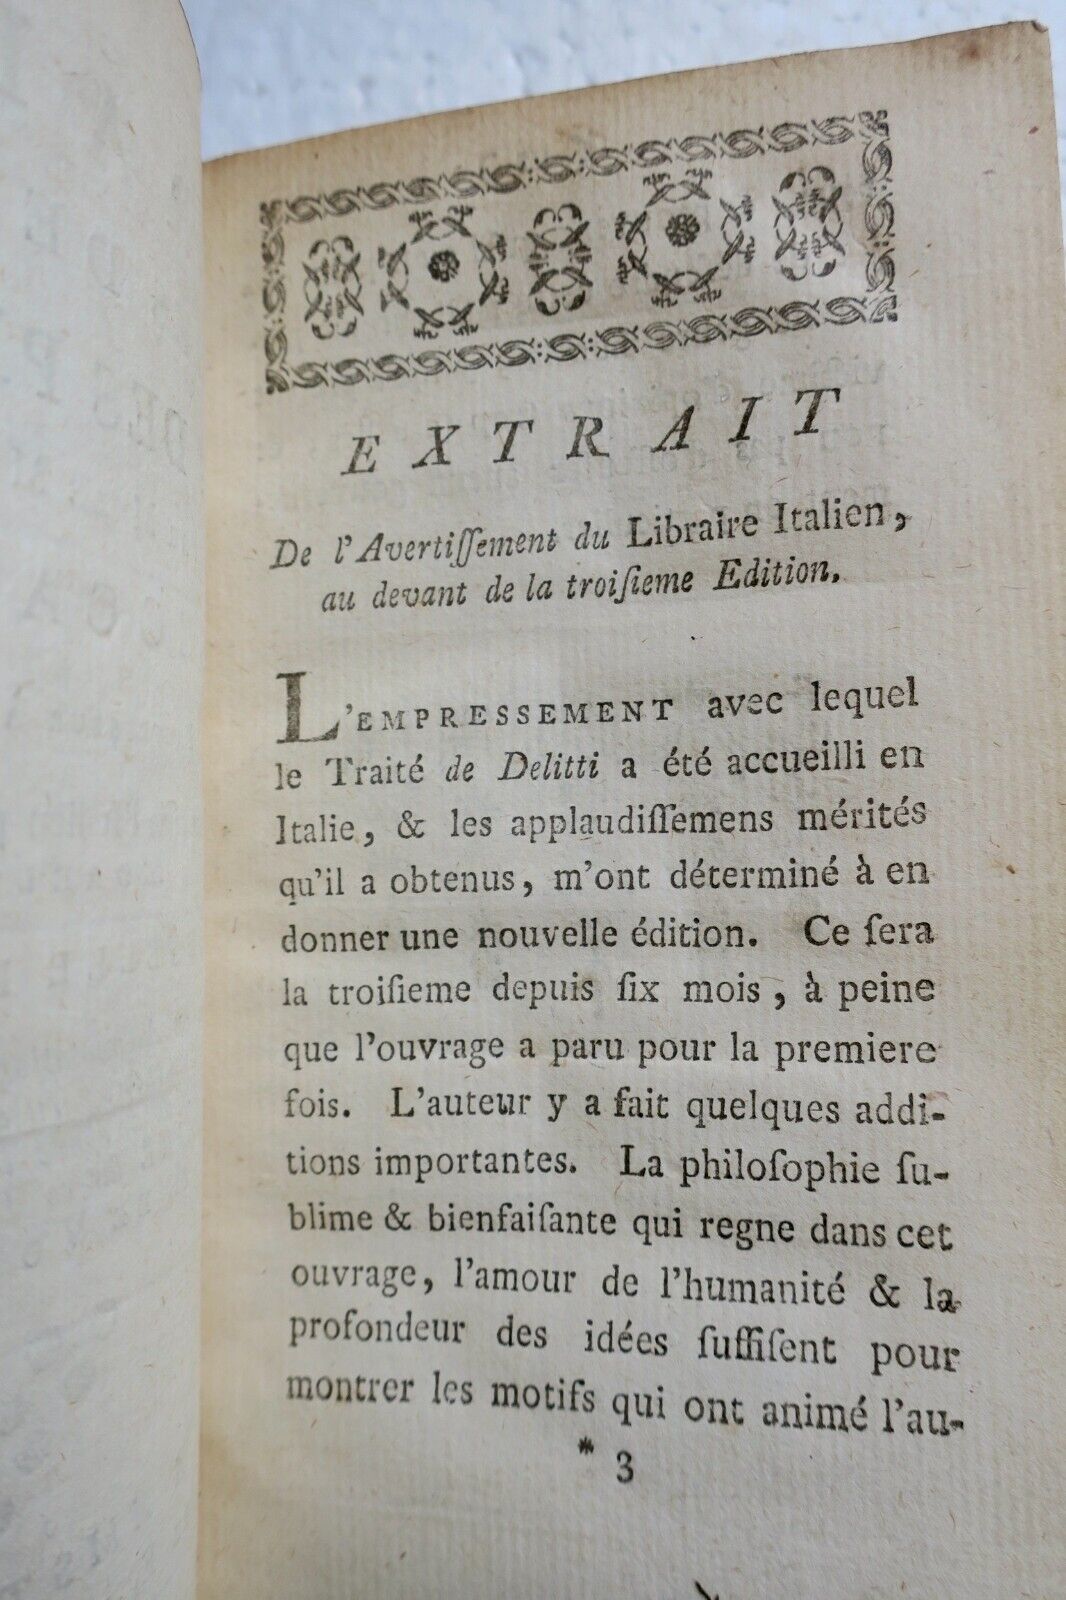 EXTRAIT
De l'Avertiſſement du Libraire Italien,
au devant de la troiſieme Edition.
L'EMPRESSEMENT avec lequel
le Traité de Delitti a été accueilli en
Italie, & les applaudiſſemens mérités
qu'il a obtenus, m'ont déterminé à en
donner une nouvelle édition. Ce ſera
la troiſieme depuis ſix mois, à peine
que l'ouvrage a paru pour la premiere
fois. L'auteur y a fait quelques addi-
tions importantes. La philoſophie ſu-
blime & bienfaiſante qui regne dans cet
ouvrage, l'amour de l'humanité & la
profondeur des idées ſuffiſent pour
montrer les motifs qui ont animé l'au-
* 3